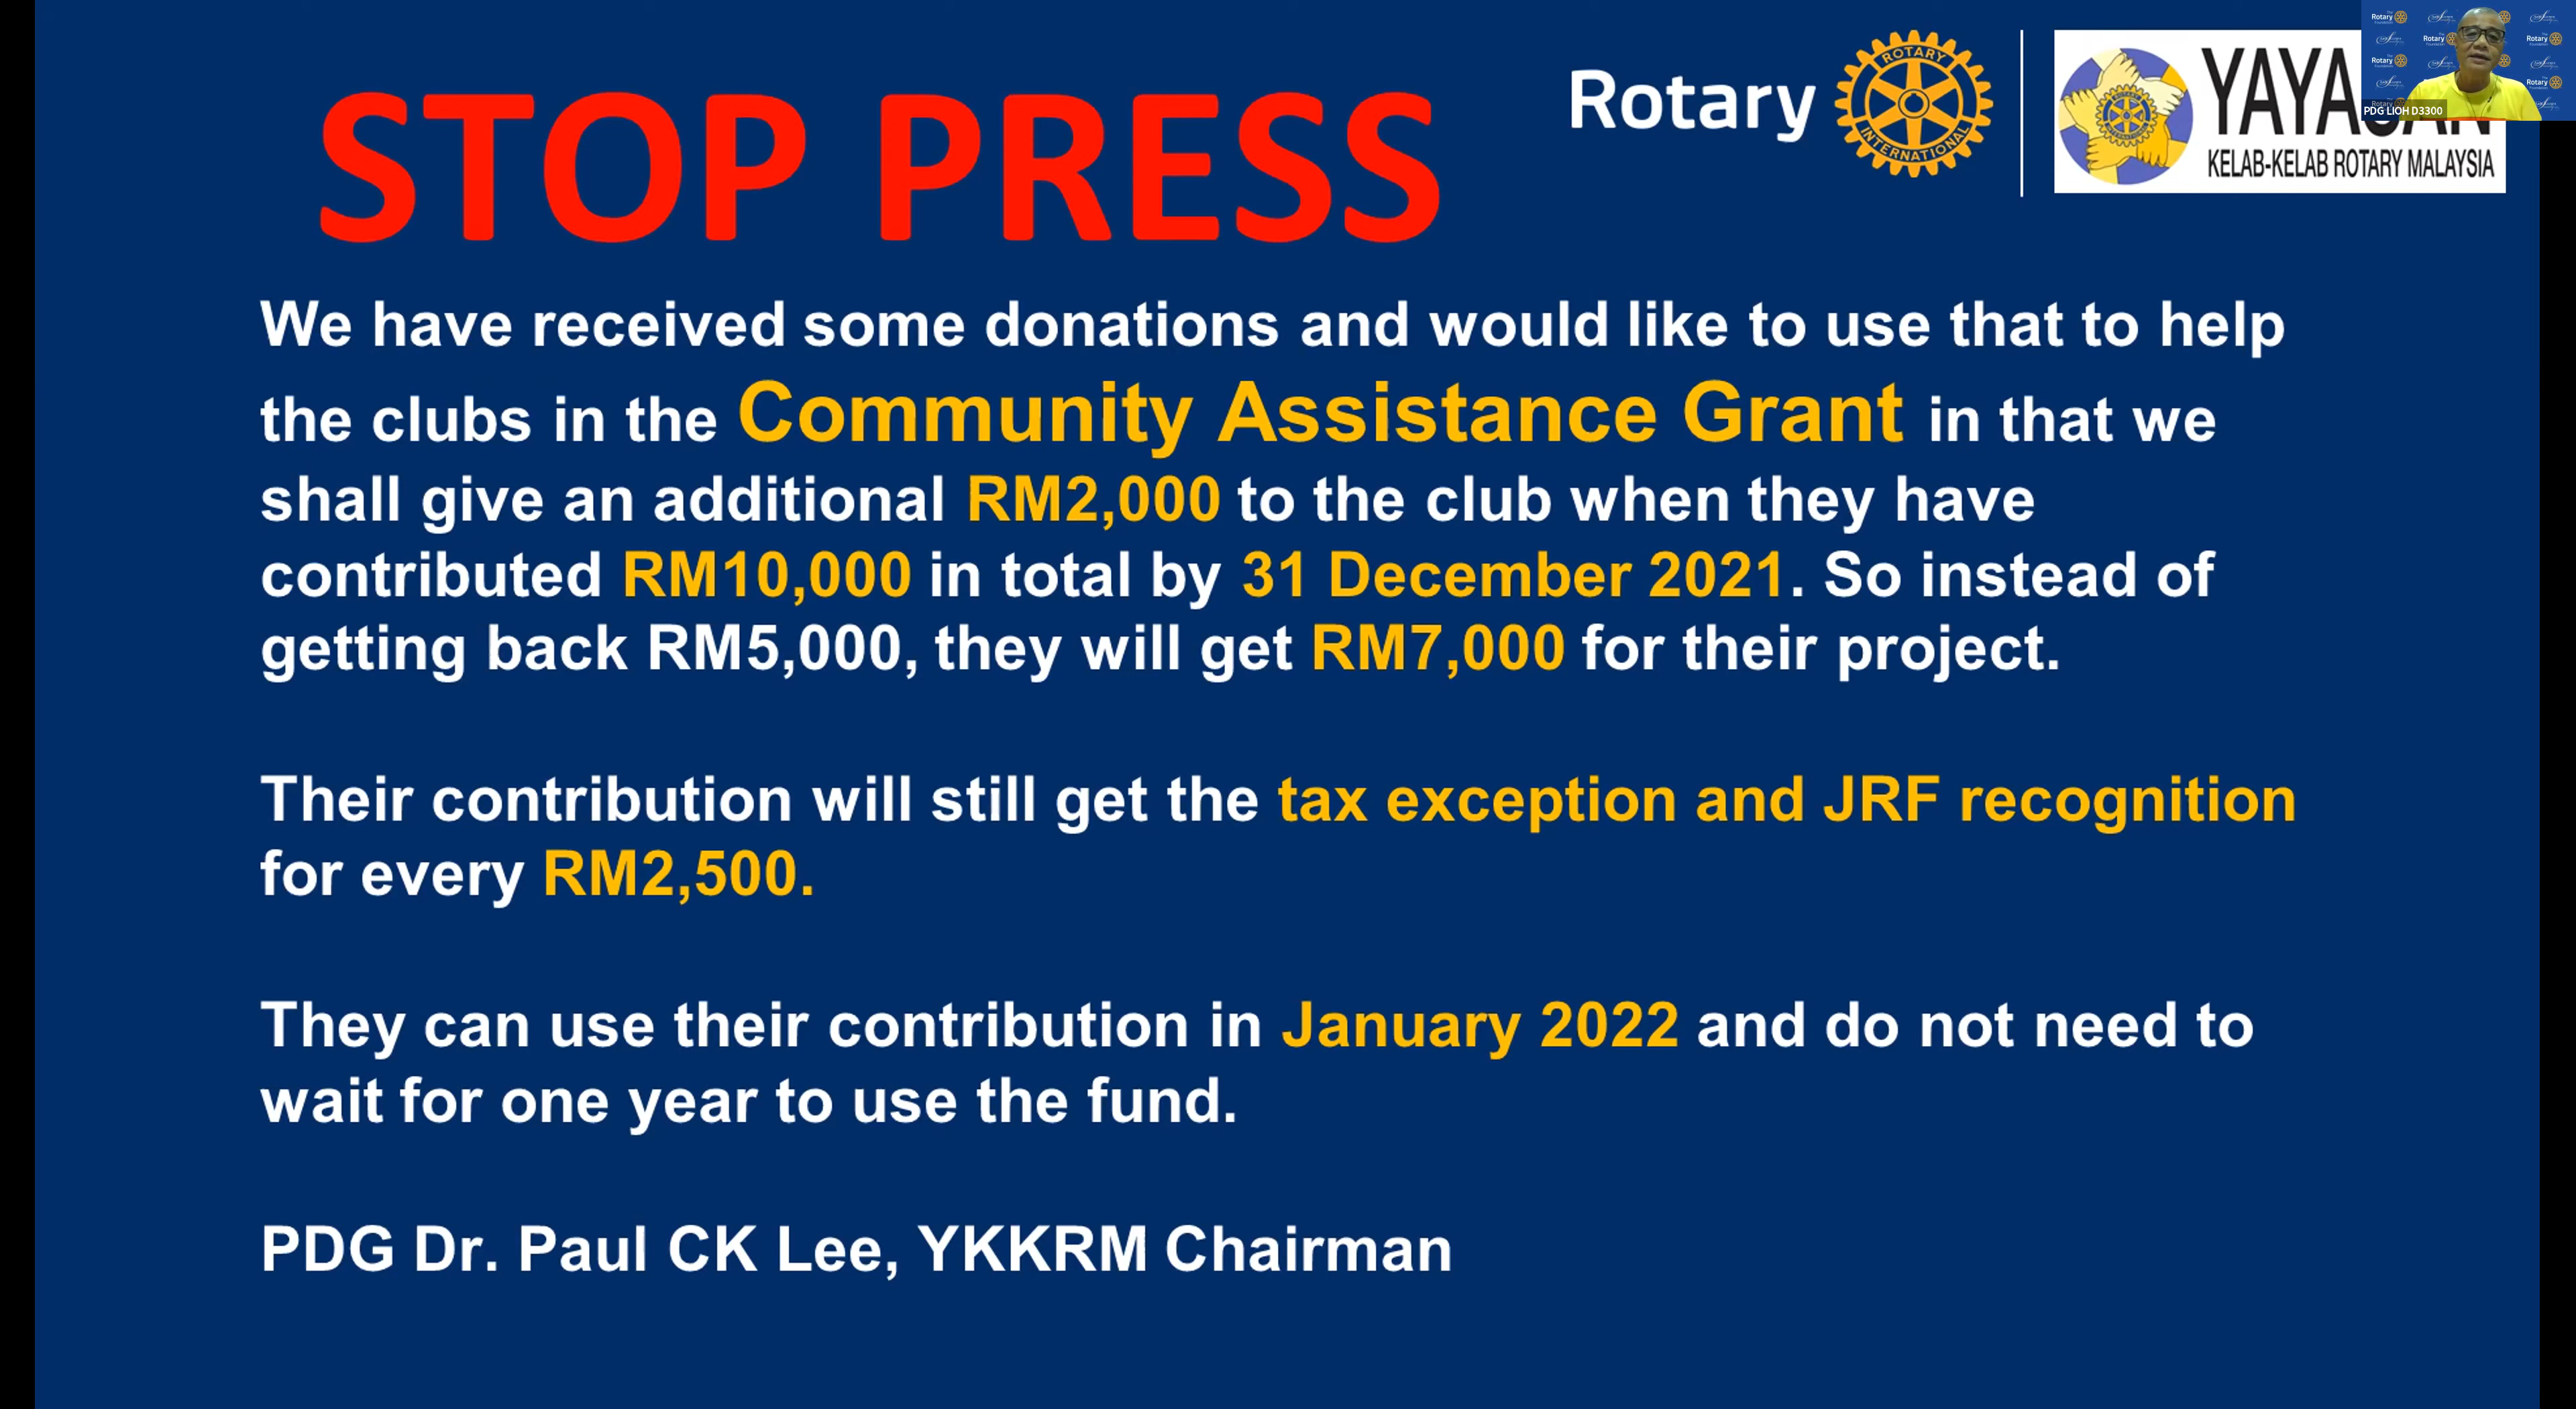 STOP PRESS
Rotary
ROTARY
INTERNATIONAL
KELAB-KELAB ROTARY MALAYSIA
PDG LIOH D3300
We have received some donations and would like to use that to help
the clubs in the Community Assistance Grant in that we
shall give an additional RM2,000 to the club when they have
contributed RM10,000 in total by 31 December 2021. So instead of
getting back RM5,000, they will get RM7,000 for their project.
Their contribution will still get the tax exception and JRF recognition
for every RM2,500.
They can use their contribution in January 2022 and do not need to
wait for one year to use the fund.
PDG Dr. Paul CK Lee, YKKRM Chairman